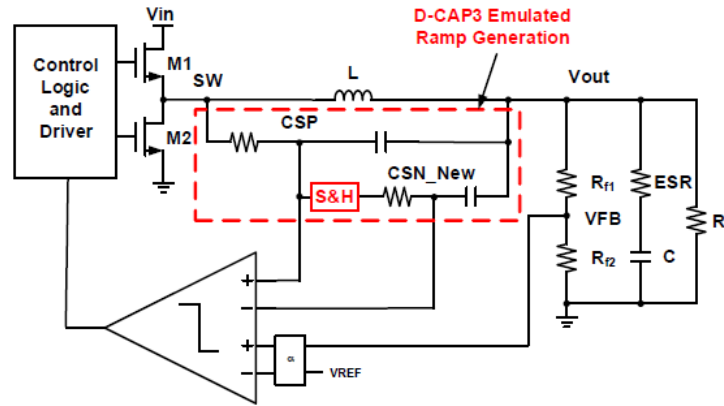 D-CAP3 Emulated
Ramp Generation
Vin
Control
Logic
and
Driver
M1
SW
L
Vout
M2
CSP
CSN_New
S&H
Rf1
ESR
VFB
R
Rf2
C
+
−
+
−
α
VREF